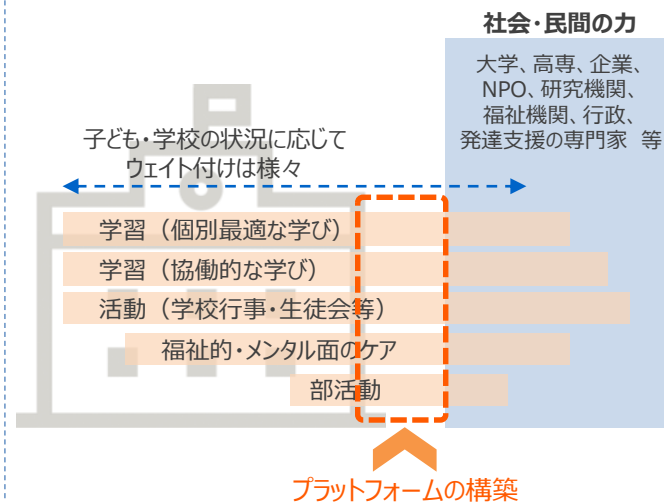 社会・民間の力
大学、高専、企業、
NPO、研究機関、
福祉機関、行政、
発達支援の専門家 等
子ども・学校の状況に応じて
ウェイト付けは様々
学習（個別最適な学び）
学習（協働的な学び）
活動（学校行事・生徒会等）
福祉的・メンタル面のケア
部活動
プラットフォームの構築